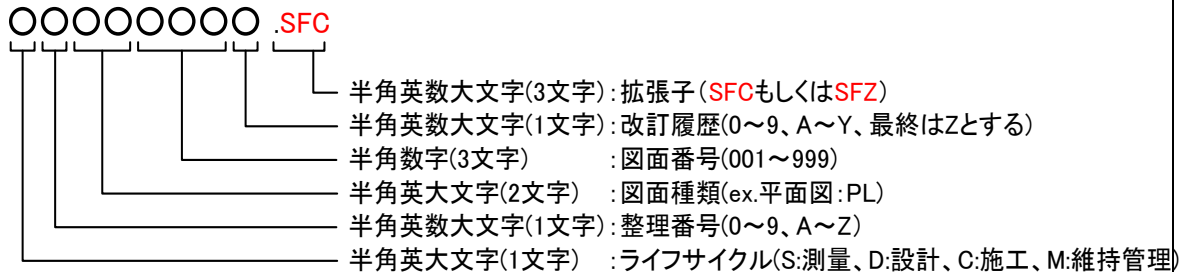 ○○○○○○○○.SFC
半角英数大文字(3文字):拡張子(SFCもしくはSFZ)
半角英数大文字(1文字):改訂履歴(0～9、A～Y、最終はZとする)
半角数字(3文字) :図面番号(001～999)
半角英大文字(2文字) :図面種類(ex.平面図:PL)
半角英数大文字(1文字):整理番号(0～9、A～Z)
半角英大文字(1文字) :ライフサイクル(S:測量、D:設計、C:施工、M:維持管理)